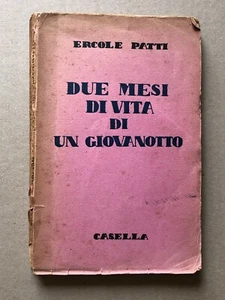 ERCOLE PATTI
DUE MESI
DI VITA
DI
UN GIOVANOTTO
CASELLA